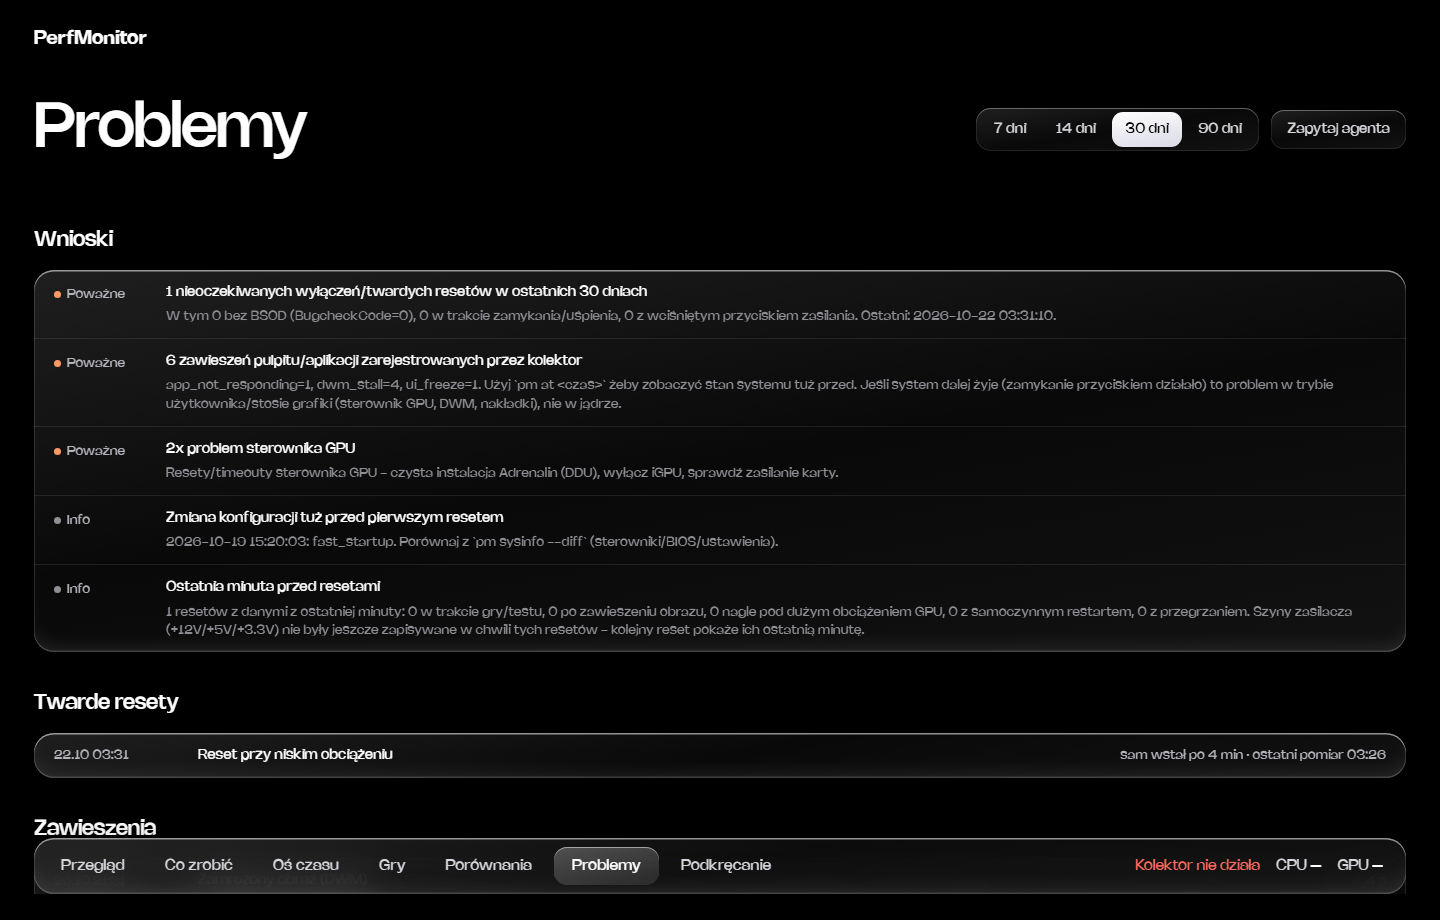 PerfMonitor
Problemy
7 dni 14 dni 30 dni 90 dni Zapytaj agenta
Wnioski
Poważne
1 nieoczekiwanych wyłączeń/twardych resetów w ostatnich 30 dniach
W tym 0 bez BSOD (BugcheckCode=0), 0 w trakcie zamykania/uśpienia, 0 z wciśniętym przyciskiem zasilania. Ostatni: 2026-10-22 03:31:10.
Poważne
6 zawieszeń pulpitu/aplikacji zarejestrowanych przez kolektor
app_not_responding=1, dwm_stall=4, ui_freeze=1. Użyj `pm at <czas>` żeby zobaczyć stan systemu tuż przed. Jeśli system dalej żyje (zamykanie przyciskiem działało) to problem w trybie
użytkownika/stosie grafiki (sterownik GPU, DWM, nakładki), nie w jądrze.
Poważne
2x problem sterownika GPU
Resety/timeouty sterownika GPU – czysta instalacja Adrenalin (DDU), wyłącz iGPU, sprawdź zasilanie karty.
Info
Zmiana konfiguracji tuż przed pierwszym resetem
2026-10-19 15:20:03: fast_startup. Porównaj z `pm sysinfo --diff` (sterowniki/BIOS/ustawienia).
Info
Ostatnia minuta przed resetami
1 resetów z danymi z ostatniej minuty: 0 w trakcie gry/testu, 0 po zawieszeniu obrazu, 0 nagle pod dużym obciążeniem GPU, 0 z samoczynnym restartem, 0 z przegrzaniem. Szyny zasilacza
(+12V/+5V/+3.3V) nie były jeszcze zapisywane w chwili tych resetów – kolejny reset pokaże ich ostatnią minutę.
Twarde resety
22.10 03:31 Reset przy niskim obciążeniu sam wstał po 4 min · ostatni pomiar 03:26
Zawieszenia
Przegląd Co zrobić Oś czasu Gry Porównania Problemy Podkręcanie Kolektor nie działa CPU – GPU –